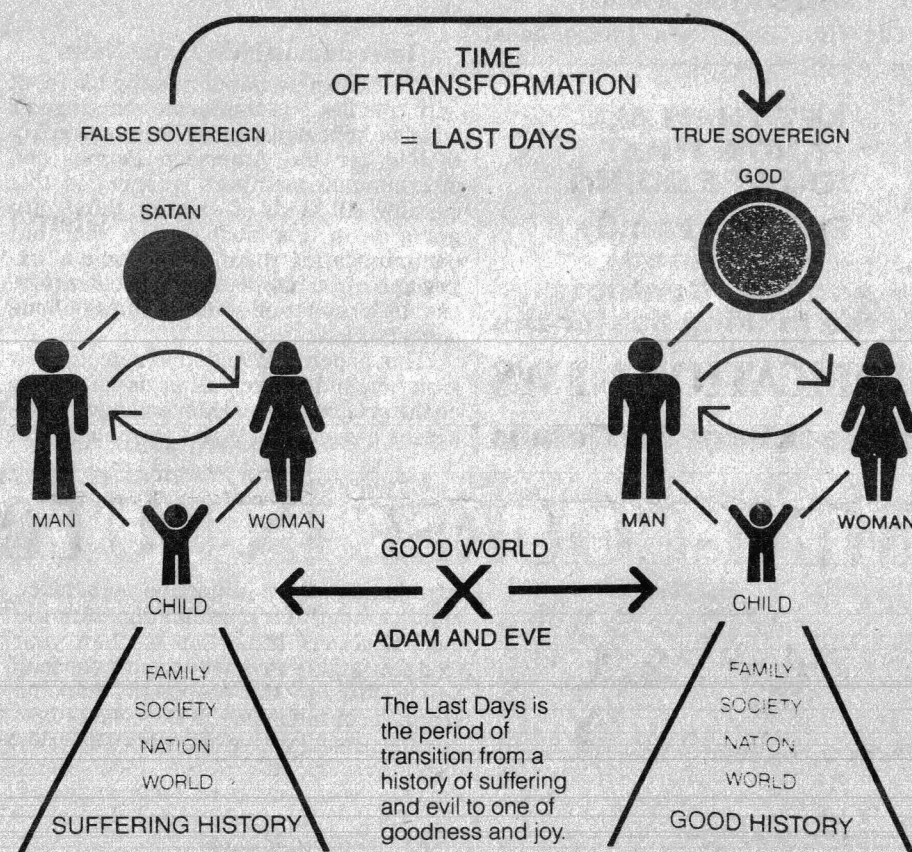 TIME
OF TRANSFORMATION
= LAST DAYS
FALSE SOVEREIGN
SATAN
MAN
WOMAN
CHILD
FAMILY
SOCIETY
NATION
WORLD
SUFFERING HISTORY
GOOD WORLD
X
ADAM AND EVE
The Last Days is
the period of
transition from a
history of suffering
and evil to one of
goodness and joy.
TRUE SOVEREIGN
GOD
MAN
WOMAN
CHILD
FAMILY
SOCIETY
NATION
WORLD
GOOD HISTORY